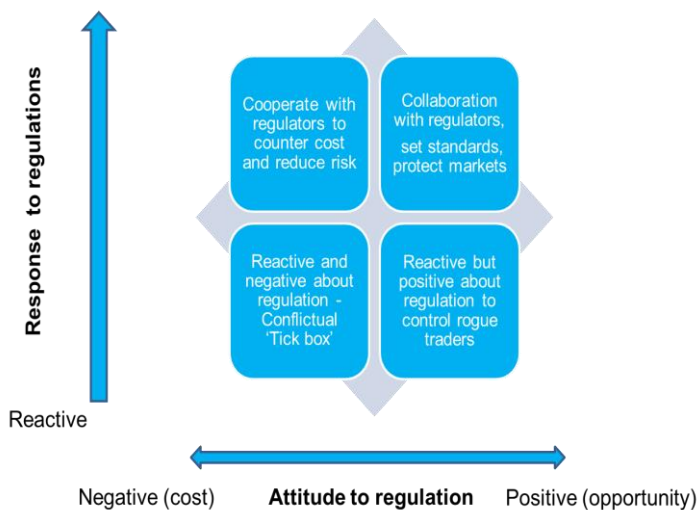 Response to regulations
Cooperate with
regulators to
counter cost
and reduce risk
Collaboration
with regulators,
set standards,
protect markets
Reactive and
negative about
regulation -
Conflictual
‘Tick box’
Reactive but
positive about
regulation to
control rogue
traders
Reactive
Negative (cost)
Attitude to regulation
Positive (opportunity)